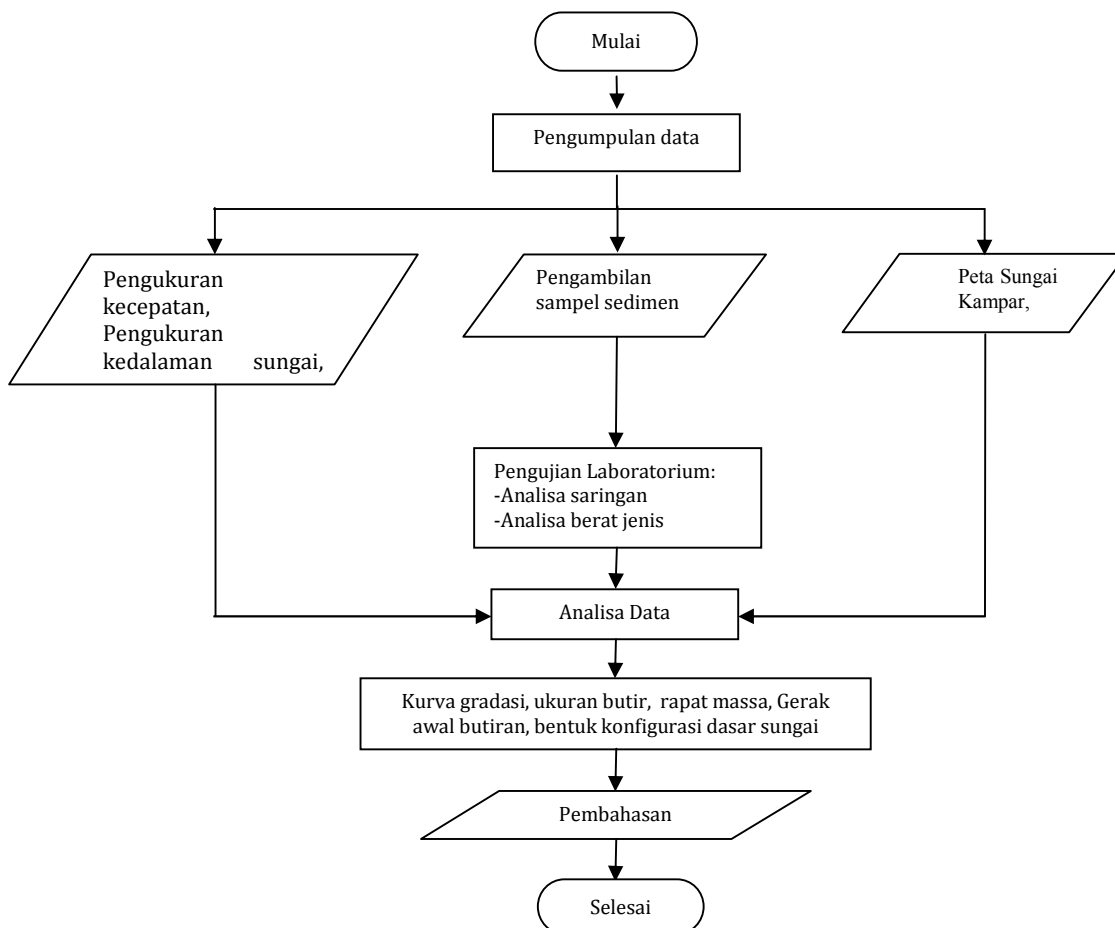 Mulai
Pengumpulan data
Pengukuran
kecepatan,
Pengukuran
kedalaman sungai,
Pengambilan
sampel sedimen
Peta Sungai
Kampar,
Pengujian Laboratorium:
-Analisa saringan
-Analisa berat jenis
Analisa Data
Kurva gradasi, ukuran butir, rapat massa, Gerak
awal butiran, bentuk konfigurasi dasar sungai
Pembahasan
Selesai